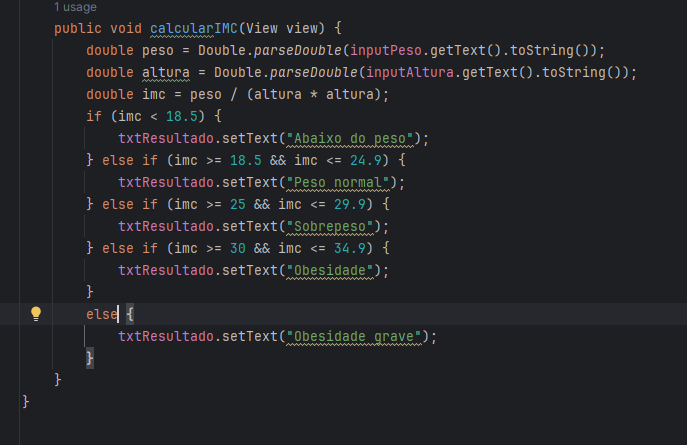 1 usage
public void calcularIMC(View view) {
    double peso = Double.parseDouble(inputPeso.getText().toString());
    double altura = Double.parseDouble(inputAltura.getText().toString());
    double imc = peso / (altura * altura);
    if (imc < 18.5) {
        txtResultado.setText("Abaixo do peso");
    } else if (imc >= 18.5 && imc <= 24.9) {
        txtResultado.setText("Peso normal");
    } else if (imc >= 25 && imc <= 29.9) {
        txtResultado.setText("Sobrepeso");
    } else if (imc >= 30 && imc <= 34.9) {
        txtResultado.setText("Obesidade");
    }
    else {
        txtResultado.setText("Obesidade grave");
    }
}
}